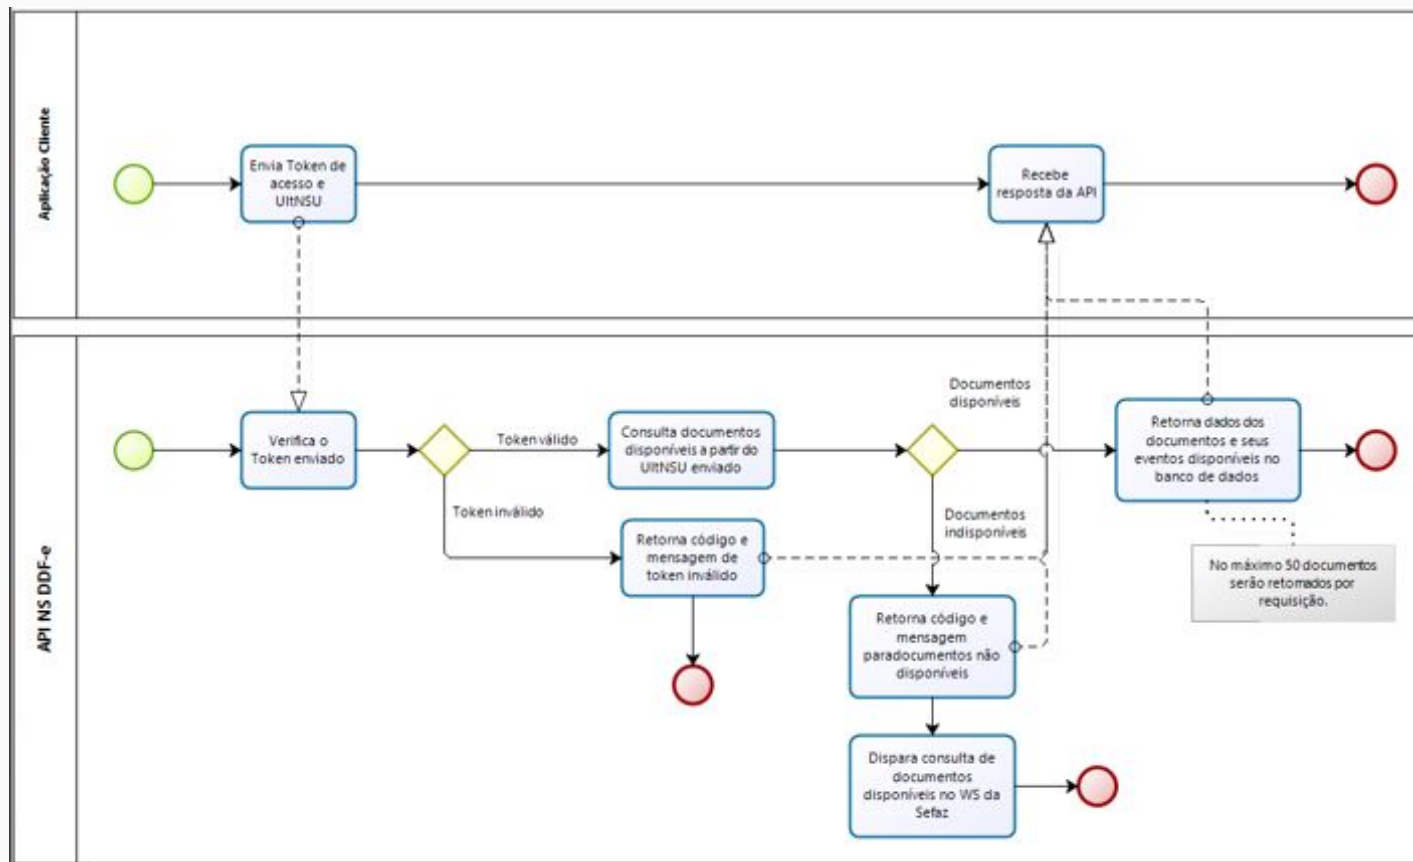 Aplicação Cliente
Envia Token de
acesso e
UltNSU
Recebe
resposta da API
API NS DDF-e
Verifica o
Token enviado
Token válido
Token inválido
Consulta documentos
disponíveis a partir do
UltNSU enviado
Retorna código e
mensagem de
token inválido
Documentos
disponíveis
Documentos
indisponíveis
Retorna código e
mensagem
paradocumentos não
disponíveis
Dispara consulta de
documentos
disponíveis no WS da
Sefaz
Retorna dados dos
documentos e seus
eventos disponíveis no
banco de dados
No máximo 50 documentos
serão retornados por
requisição.